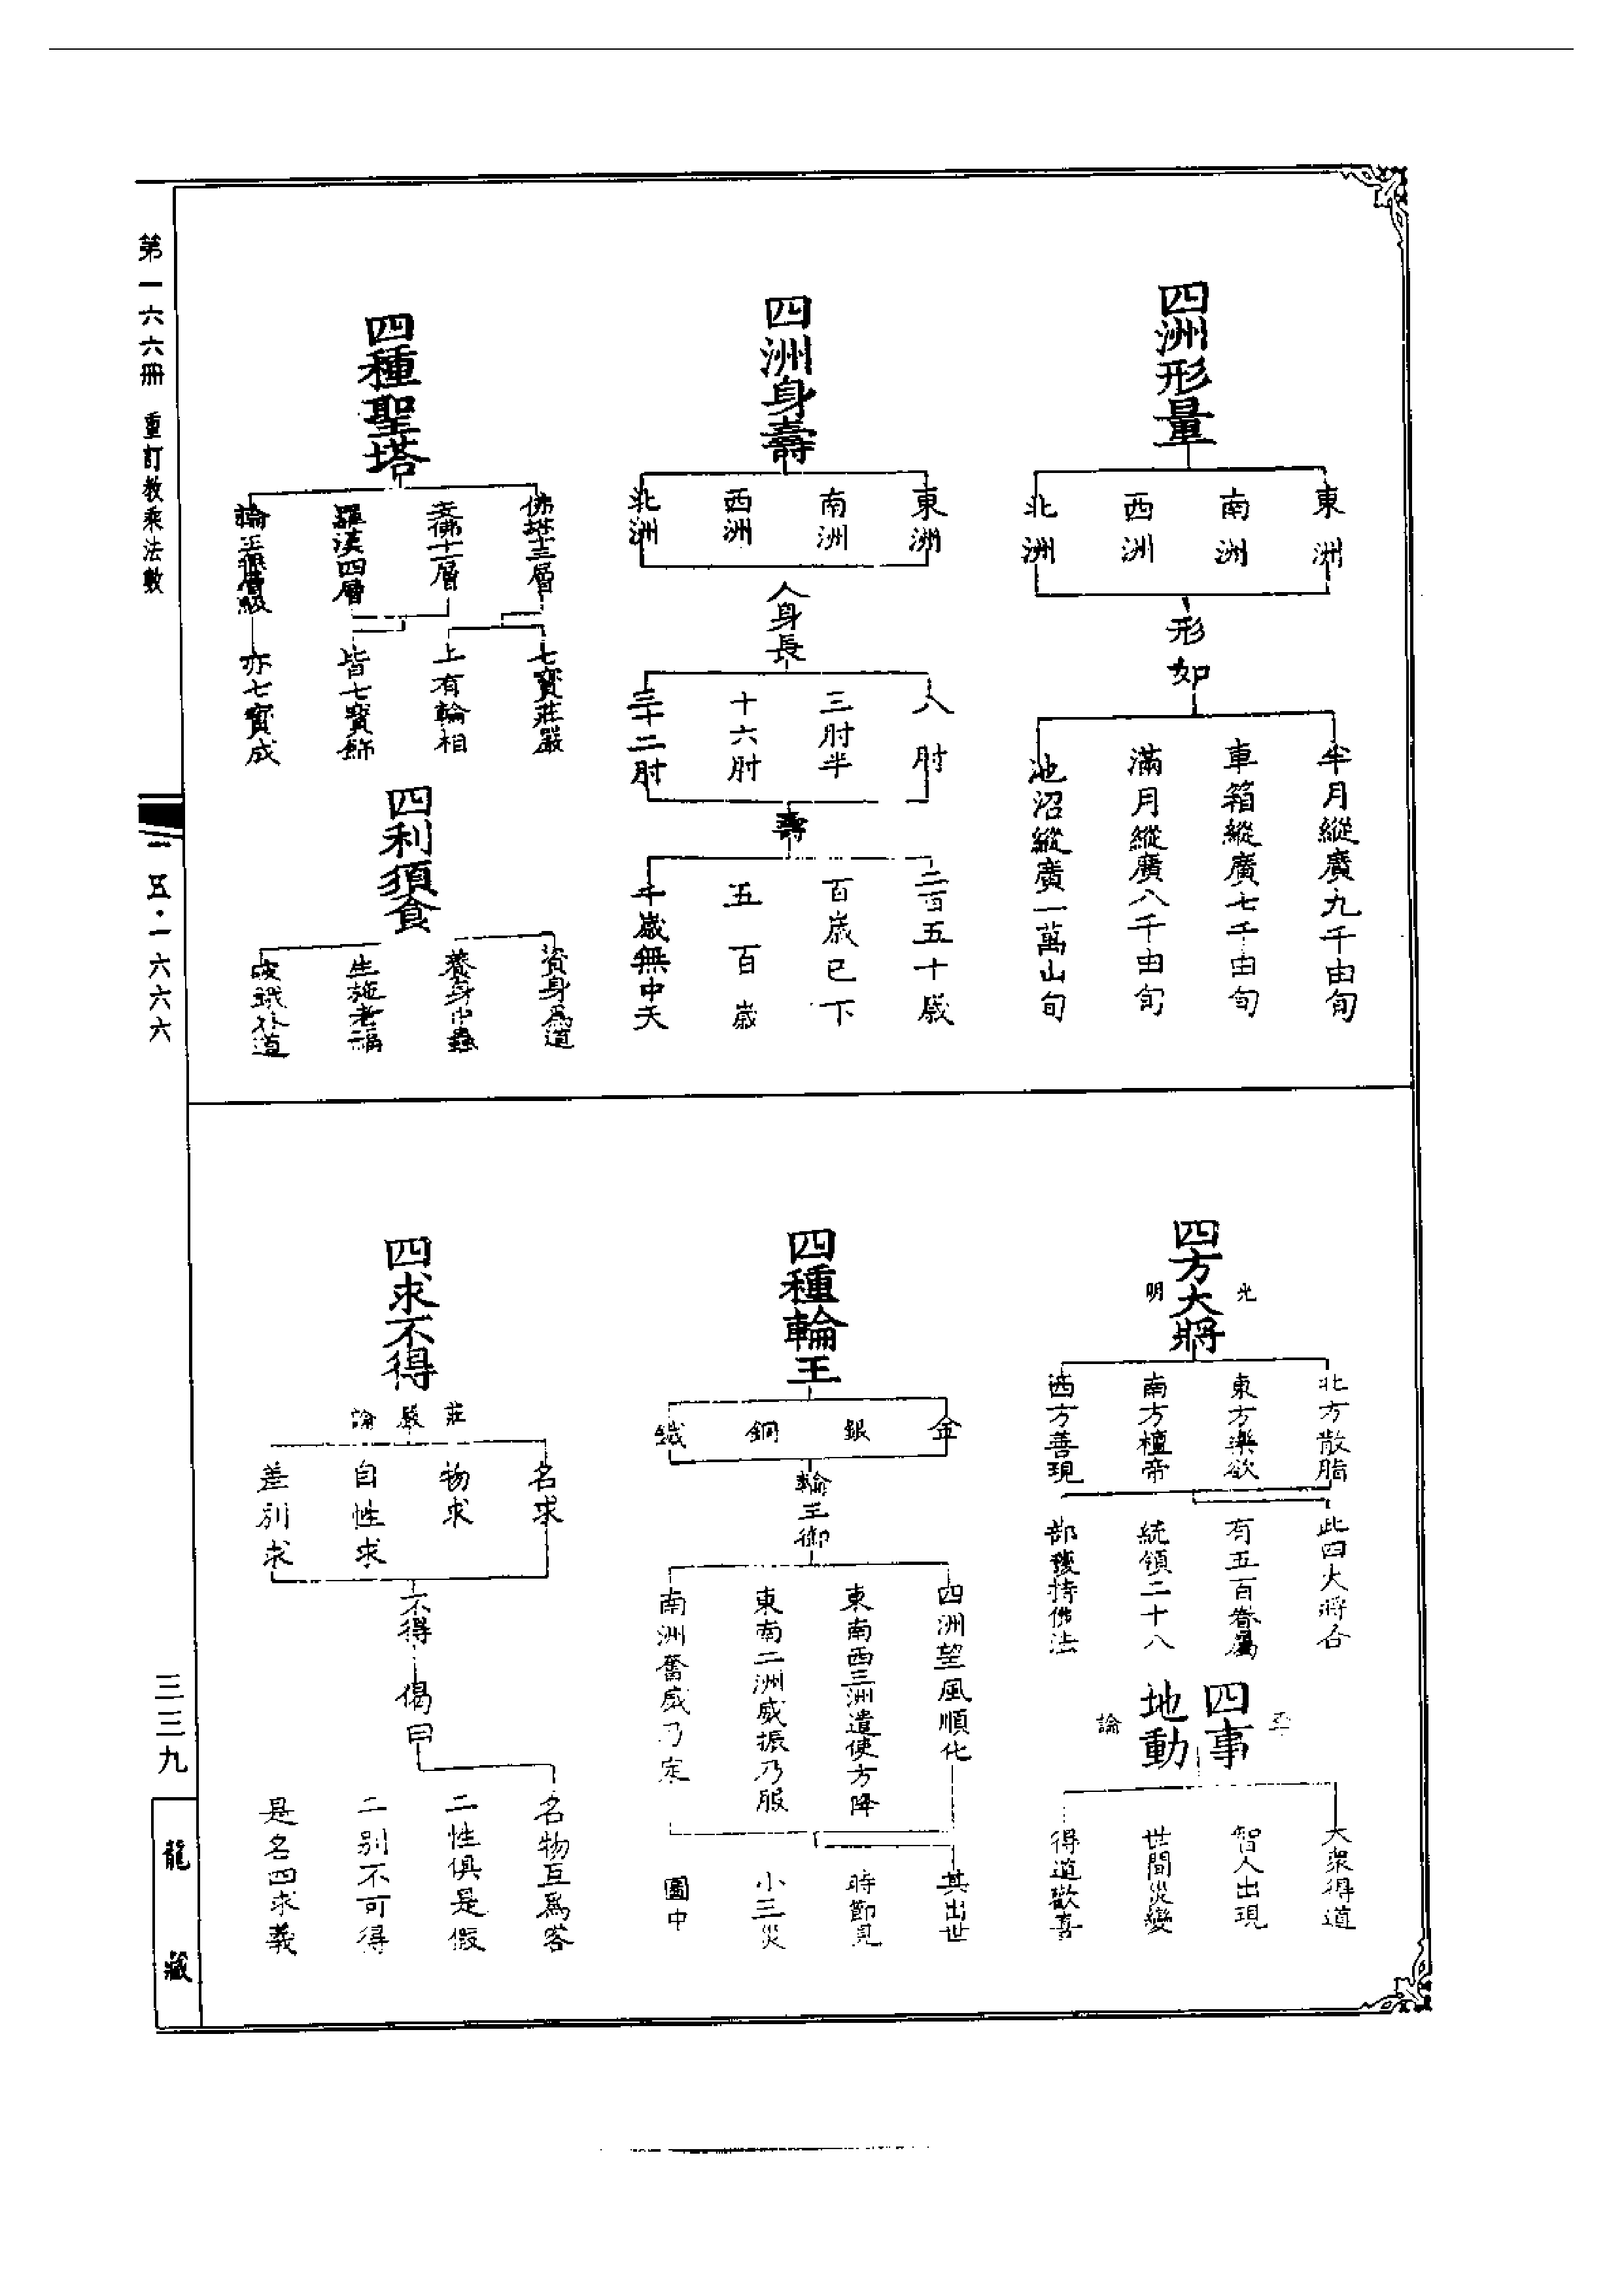 四洲形量
東洲
南洲
西洲
北洲
形如
半月縱廣九千由旬
車箱縱廣七千由旬
滿月縱廣八千由旬
池沼縱廣一萬山旬
四洲身壽
東洲
南洲
西洲
北洲
人身長
八肘
三肘半
十六肘
三十二肘
壽
二百五十歲
百歲已下
五百歲
千歲無中夭
四種聖塔
佛塔十三層
支佛十一層
羅漢四層
輪王無層級
七寶莊嚴
上有輪相
皆七寶飾
亦七寶成
四利須食
資身爲道
養身中蟲
生施者福
破餓外道
四方大將
光明
北方散脂
東方樂欲
南方檀帝
西方善現
此四大將合
有五百眷屬
統領二十八
部護持佛法
四事地動
論
大衆得道
智人出現
世間災變
得道歡喜
四種輪王
金
銀
銅
鐵
輪王御
四洲望風順化
東南西三洲遣使方降
東南二洲威振乃服
南洲奮威乃定
其出世
時節見
小三災
圖中
四求不得
莊嚴論
名求
物求
自性求
差別求
不得
偈曰
名物互爲客
二性俱是假
二別不可得
是名四求義
第一六六冊 重訂教乘法數
一五·一六六六
三三九
龍藏